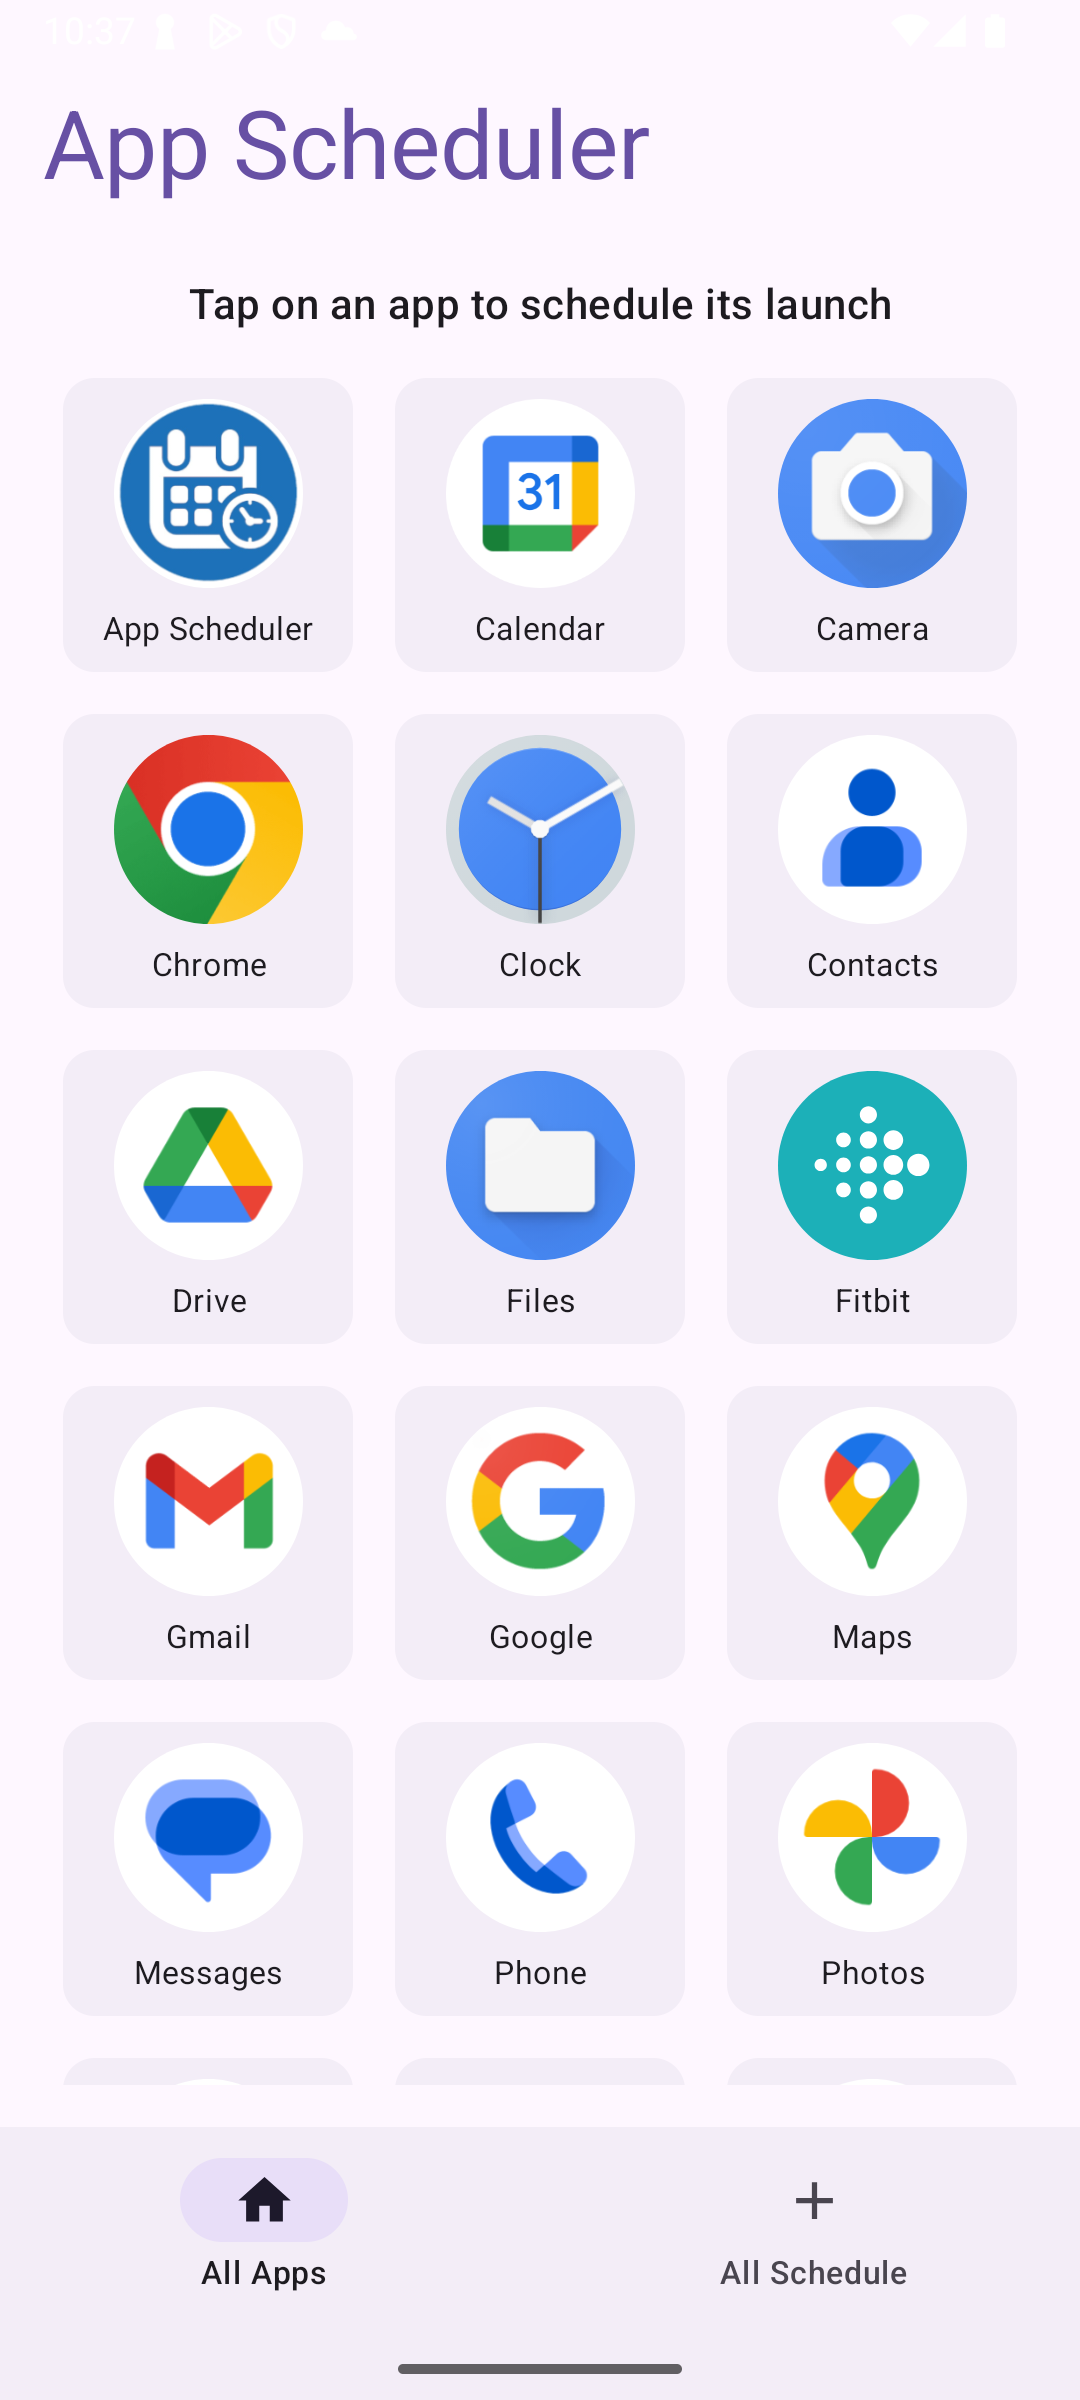 10:37
App Scheduler
Tap on an app to schedule its launch
31
App Scheduler
Calendar
Camera
Chrome
Clock
Contacts
Drive
Files
Fitbit
Gmail
Google
Maps
Messages
Phone
Photos
All Apps
All Schedule